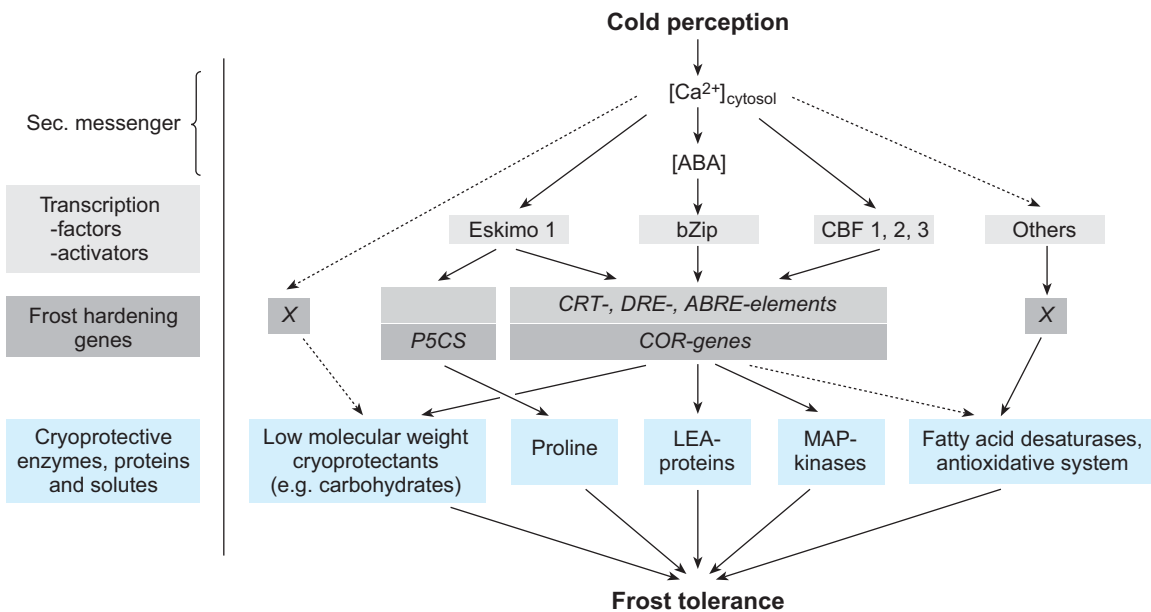 Cold perception
[Ca²⁺]cytosol
Sec. messenger
[ABA]
Transcription
-factors
-activators
Eskimo 1
bZip
CBF 1, 2, 3
Others
Frost hardening
genes
X
CRT-, DRE-, ABRE-elements
X
P5CS
COR-genes
Cryoprotective
enzymes, proteins
and solutes
Low molecular weight
cryoprotectants
(e.g. carbohydrates)
Proline
LEA-
proteins
MAP-
kinases
Fatty acid desaturases,
antioxidative system
Frost tolerance